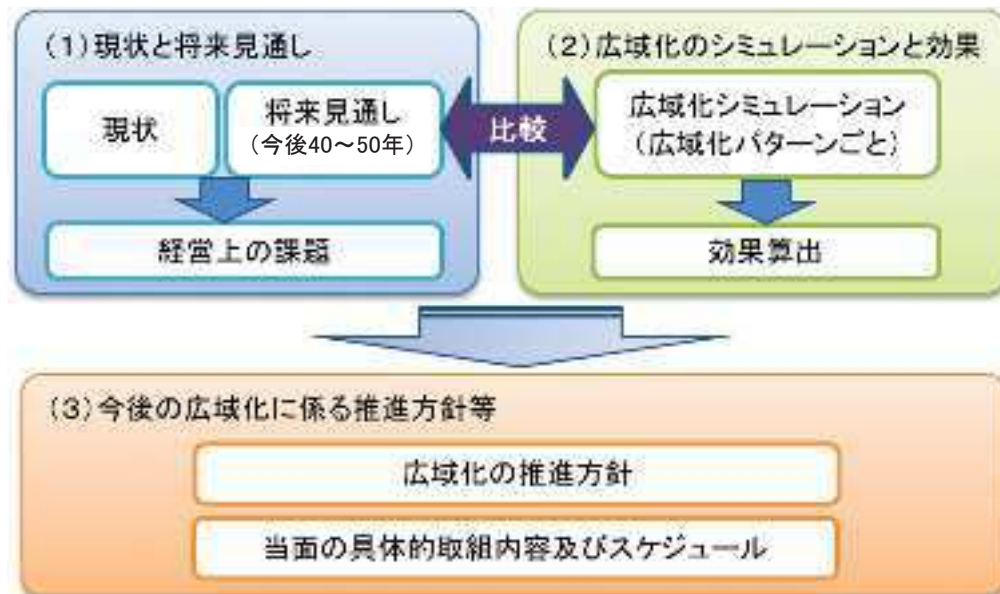 (1)現状と将来見通し
現状
将来見通し
(今後40～50年)
経営上の課題
比較
(2)広域化のシミュレーションと効果
広域化シミュレーション
(広域化パターンごと)
効果算出
(3)今後の広域化に係る推進方針等
広域化の推進方針
当面の具体的取組内容及びスケジュール